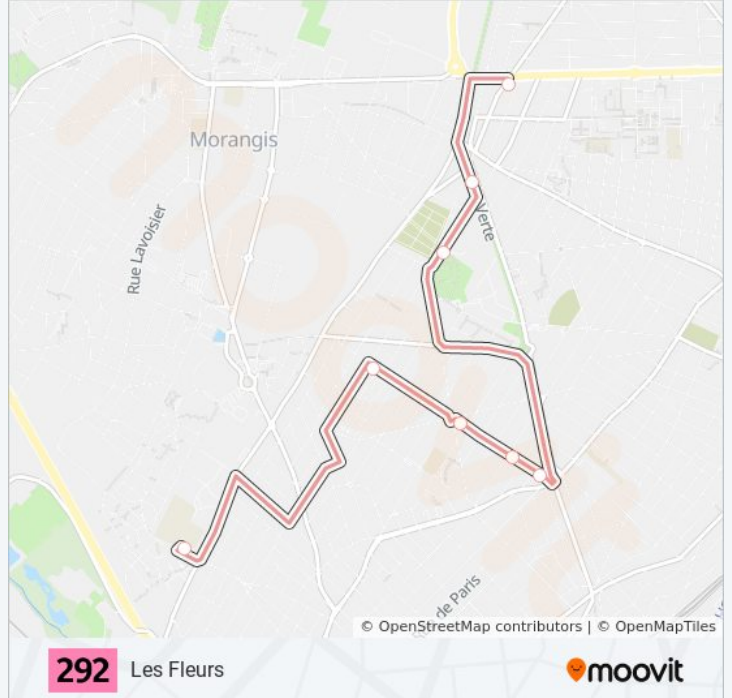 Morangis
Rue Lavoisier
Verte
de Paris
© OpenStreetMap contributors | © OpenMapTiles
292
Les Fleurs
moovit